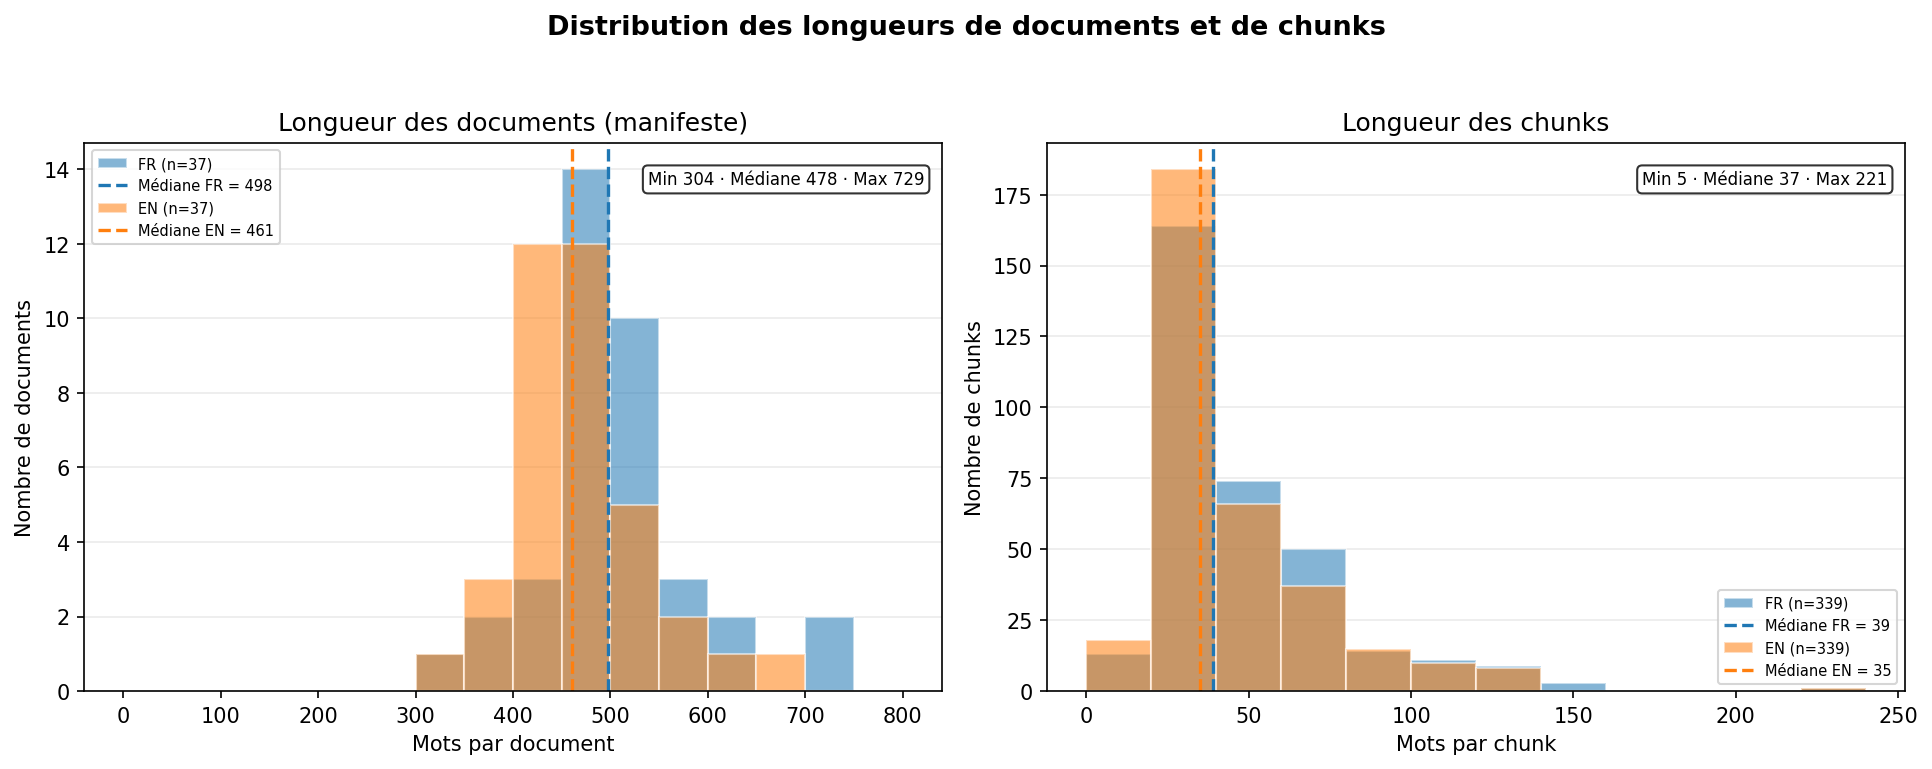 Distribution des longueurs de documents et de chunks
Longueur des documents (manifeste)
FR (n=37)
Médiane FR = 498
EN (n=37)
Médiane EN = 461
Min 304 · Médiane 478 · Max 729
Nombre de documents
14
12
10
8
6
4
2
0
0 100 200 300 400 500 600 700 800
Mots par document
Longueur des chunks
Min 5 · Médiane 37 · Max 221
Nombre de chunks
175
150
125
100
75
50
25
0
FR (n=339)
Médiane FR = 39
EN (n=339)
Médiane EN = 35
0 50 100 150 200 250
Mots par chunk